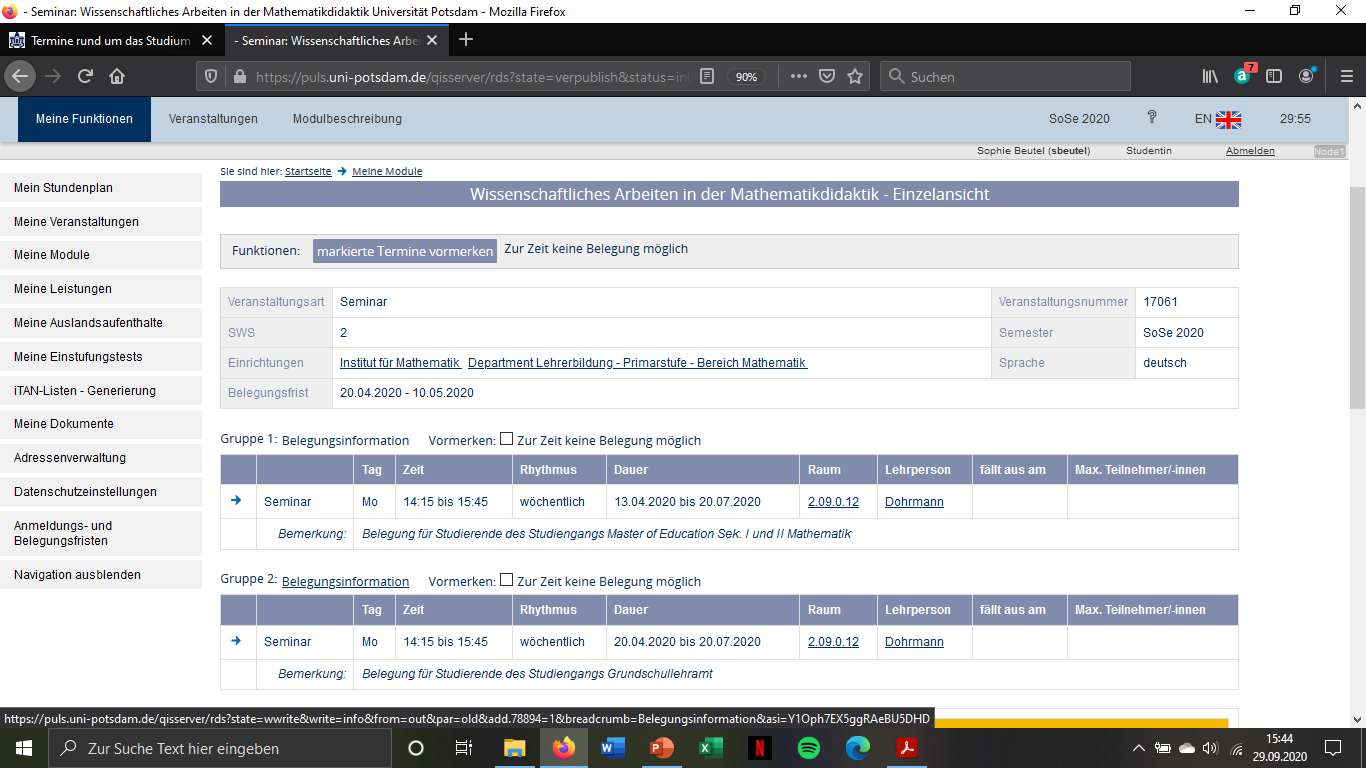 - Seminar: Wissenschaftliches Arbeiten in der Mathematikdidaktik Universität Potsdam - Mozilla Firefox
Termine rund um das Studium
- Seminar: Wissenschaftliches Arbe
https://puls.uni-potsdam.de/qisserver/rds?state=verpublish&status=ini
90%
Suchen
7
Meine Funktionen Veranstaltungen Modulbeschreibung SoSe 2020 ? EN 29:55
Sophie Beutel (sbeutel) Studentin Abmelden Node1
Sie sind hier: Startseite → Meine Module
Mein Stundenplan
Meine Veranstaltungen
Meine Module
Meine Leistungen
Meine Auslandsaufenthalte
Meine Einstufungstests
iTAN-Listen - Generierung
Meine Dokumente
Adressenverwaltung
Datenschutzeinstellungen
Anmeldungs- und
Belegungsfristen
Navigation ausblenden
Wissenschaftliches Arbeiten in der Mathematikdidaktik - Einzelansicht
Funktionen: markierte Termine vormerken Zur Zeit keine Belegung möglich
Veranstaltungsart Seminar Veranstaltungsnummer 17061
SWS 2 Semester SoSe 2020
Einrichtungen Institut für Mathematik Department Lehrerbildung - Primarstufe - Bereich Mathematik Sprache deutsch
Belegungsfrist 20.04.2020 - 10.05.2020
Gruppe 1: Belegungsinformation Vormerken: Zur Zeit keine Belegung möglich
Tag Zeit Rhythmus Dauer Raum Lehrperson fällt aus am Max. Teilnehmer/-innen
→ Seminar Mo 14:15 bis 15:45 wöchentlich 13.04.2020 bis 20.07.2020 2.09.0.12 Dohrmann
Bemerkung: Belegung für Studierende des Studiengangs Master of Education Sek. I und II Mathematik
Gruppe 2: Belegungsinformation Vormerken: Zur Zeit keine Belegung möglich
Tag Zeit Rhythmus Dauer Raum Lehrperson fällt aus am Max. Teilnehmer/-innen
→ Seminar Mo 14:15 bis 15:45 wöchentlich 20.04.2020 bis 20.07.2020 2.09.0.12 Dohrmann
Bemerkung: Belegung für Studierende des Studiengangs Grundschullehramt
https://puls.uni-potsdam.de/qisserver/rds?state=wwrite&write=info&from=out&par=old&add.78894=1&breadcrumb=Belegungsinformation&asi=Y1Oph7EX5ggRAeBU5DHD
Zur Suche Text hier eingeben
15:44
29.09.2020